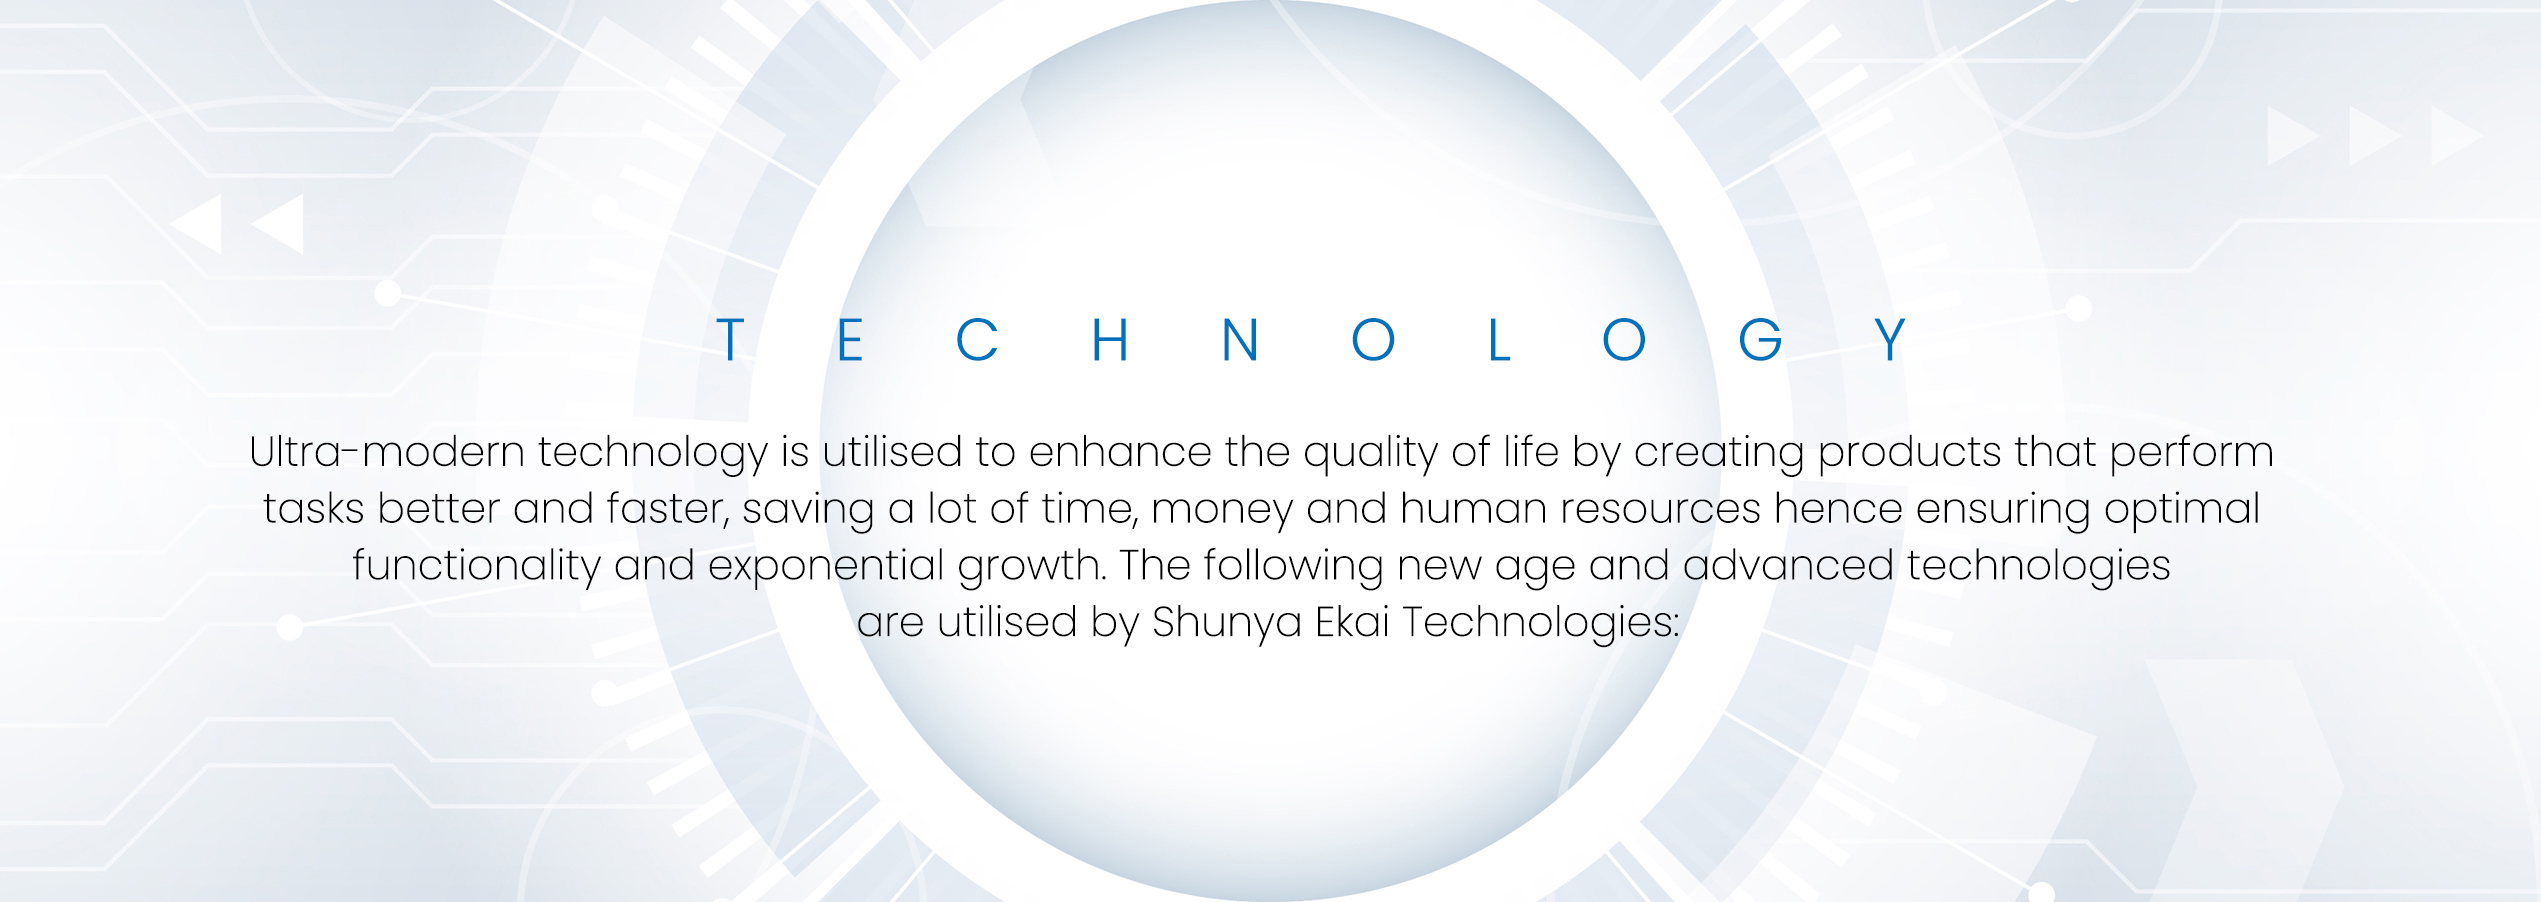 TECHNOLOGY
Ultra-modern technology is utilised to enhance the quality of life by creating products that perform
tasks better and faster, saving a lot of time, money and human resources hence ensuring optimal
functionality and exponential growth. The following new age and advanced technologies
are utilised by Shunya Ekai Technologies: